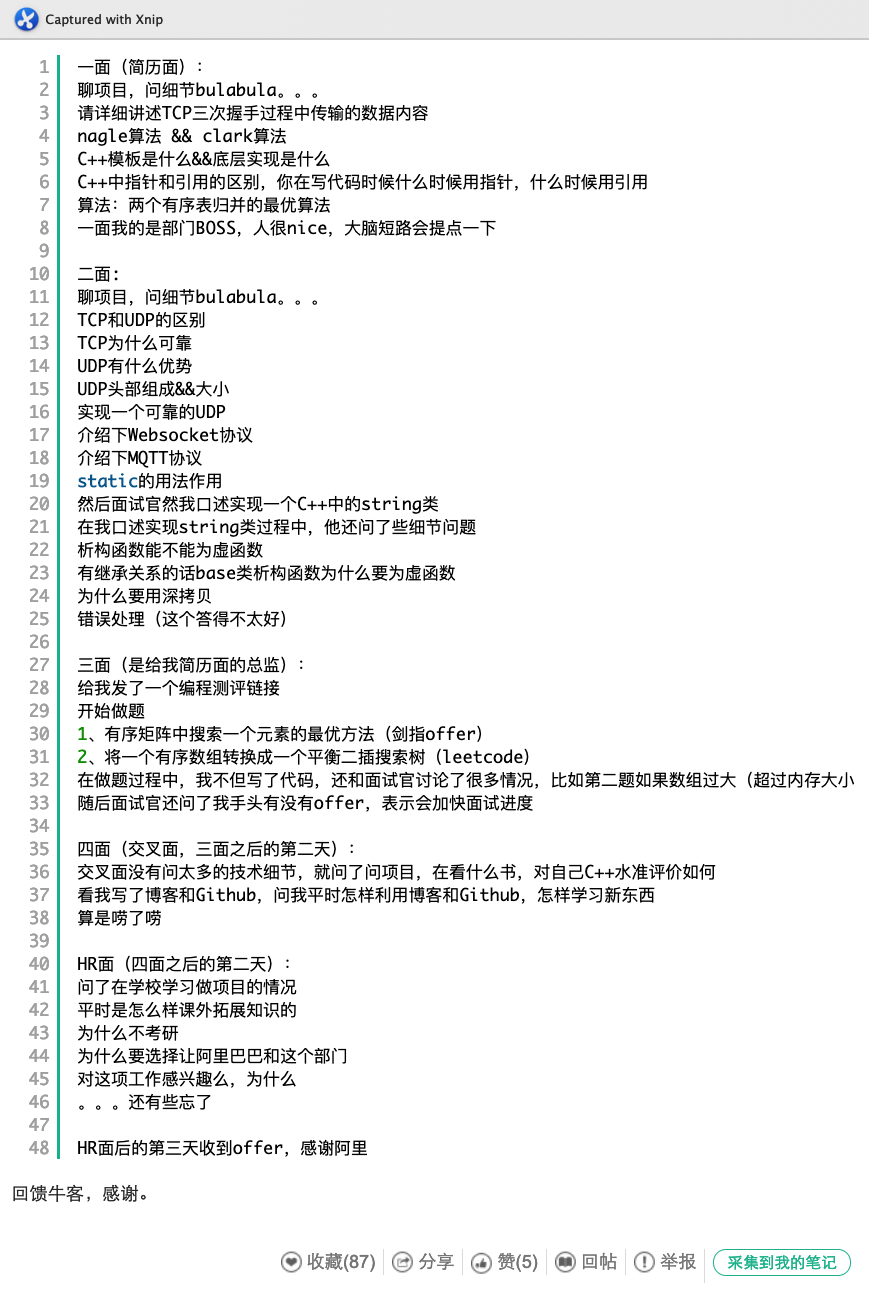 Captured with Xnip
1 一面（简历面）：
2 聊项目，问细节bulabula。。。
3 请详细讲述TCP三次握手过程中传输的数据内容
4 nagle算法 && clark算法
5 C++模板是什么&&底层实现是什么
6 C++中指针和引用的区别，你在写代码时候什么时候用指针，什么时候用引用
7 算法：两个有序表归并的最优算法
8 一面我的是部门BOSS，人很nice，大脑短路会提点一下
9
10 二面：
11 聊项目，问细节bulabula。。。
12 TCP和UDP的区别
13 TCP为什么可靠
14 UDP有什么优势
15 UDP头部组成&&大小
16 实现一个可靠的UDP
17 介绍下Websocket协议
18 介绍下MQTT协议
19 static的用法作用
20 然后面试官然我口述实现一个C++中的string类
21 在我口述实现string类过程中，他还问了些细节问题
22 析构函数能不能为虚函数
23 有继承关系的话base类析构函数为什么要为虚函数
24 为什么要用深拷贝
25 错误处理（这个答得不太好）
26
27 三面（是给我简历面的总监）：
28 给我发了一个编程测评链接
29 开始做题
30 1、有序矩阵中搜索一个元素的最优方法（剑指offer）
31 2、将一个有序数组转换成一个平衡二插搜索树（leetcode）
32 在做题过程中，我不但写了代码，还和面试官讨论了很多情况，比如第二题如果数组过大（超过内存大小
33 随后面试官还问了我手头有没有offer，表示会加快面试进度
34
35 四面（交叉面，三面之后的第二天）：
36 交叉面没有问太多的技术细节，就问了问项目，在看什么书，对自己C++水准评价如何
37 看我写了博客和Github，问我平时怎样利用博客和Github，怎样学习新东西
38 算是唠了唠
39
40 HR面（四面之后的第二天）：
41 问了在学校学习做项目的情况
42 平时是怎么样课外拓展知识的
43 为什么不考研
44 为什么要选择让阿里巴巴和这个部门
45 对这项工作感兴趣么，为什么
46 。。。还有些忘了
47
48 HR面后的第三天收到offer，感谢阿里
回馈牛客，感谢。
收藏(87) 分享 赞(5) 回帖 举报 采集到我的笔记